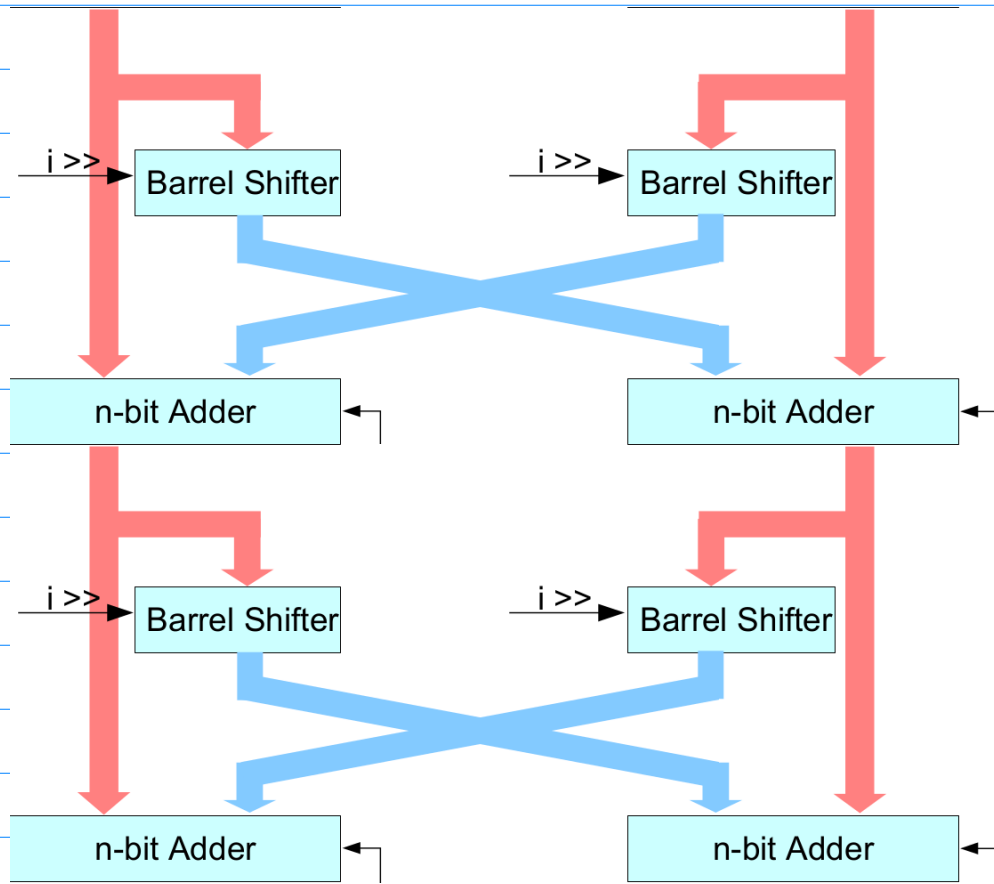 i >>
i >>
Barrel Shifter
Barrel Shifter
n-bit Adder
n-bit Adder
i >>
i >>
Barrel Shifter
Barrel Shifter
n-bit Adder
n-bit Adder